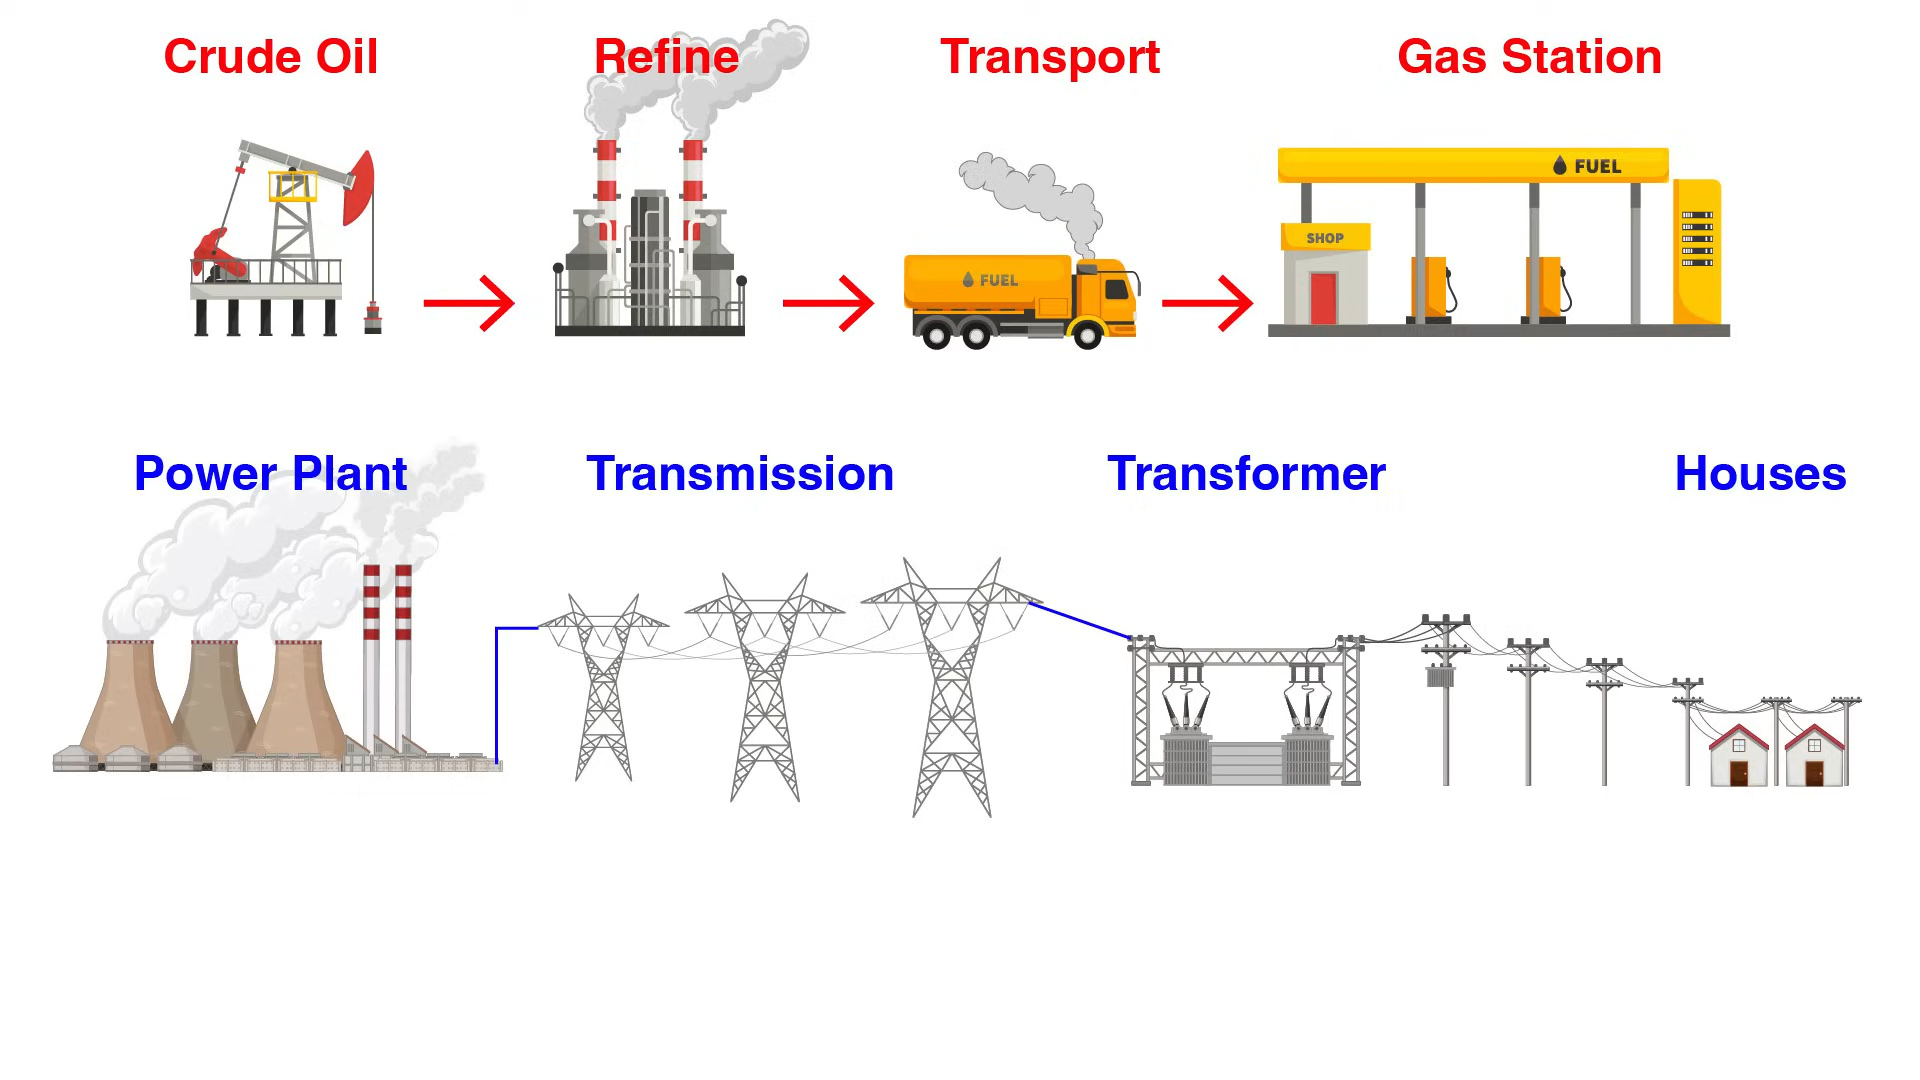 Crude Oil
Refine
Transport
Gas Station
FUEL
SHOP
FUEL
Power Plant
Transmission
Transformer
Houses